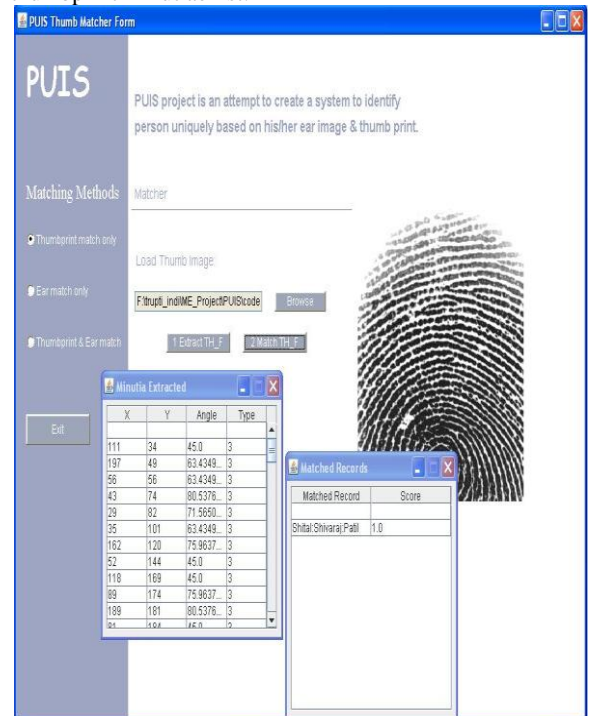 PUIS Thumb Matcher Form
PUIS
PUIS project is an attempt to create a system to identify
person uniquely based on his/her ear image & thumb print.
Matching Methods
Matcher
Thumbprint match only
Load Thumb Image
Ear match only
F:\trupti_indi\ME_Project\PUIS\code
Browse
Thumbprint & Ear match
1 Extract TH_F
2 Match TH_F
Exit
Minutia Extracted
X Y Angle Type
111 34 45.0 3
197 49 63.4349... 3
56 56 63.4349... 3
43 74 80.5376... 3
29 82 71.5650... 3
35 101 63.4349... 3
162 120 75.9637... 3
52 144 45.0 3
118 169 45.0 3
89 174 75.9637... 3
189 181 80.5376... 3
Matched Records
Matched Record Score
Shital:Shivaraj:Patil 1.0